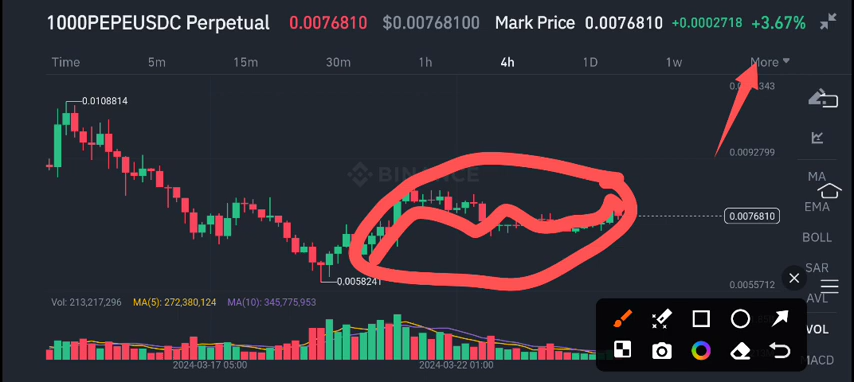 1000PEPEUSDC Perpetual 0.0076810 $0.00768100 Mark Price 0.0076810 +0.0002718 +3.67%
Time 5m 15m 30m 1h 4h 1D 1w More
0.0108814
0.0092799
BINANCE
MA
EMA
0.0076810
BOLL
SAR
0.0058241
0.0055712
AVL
Vol: 213,217,296 MA(5): 272,380,124 MA(10): 345,775,953
VOL
MACD
2024-03-17 05:00 2024-03-22 01:00